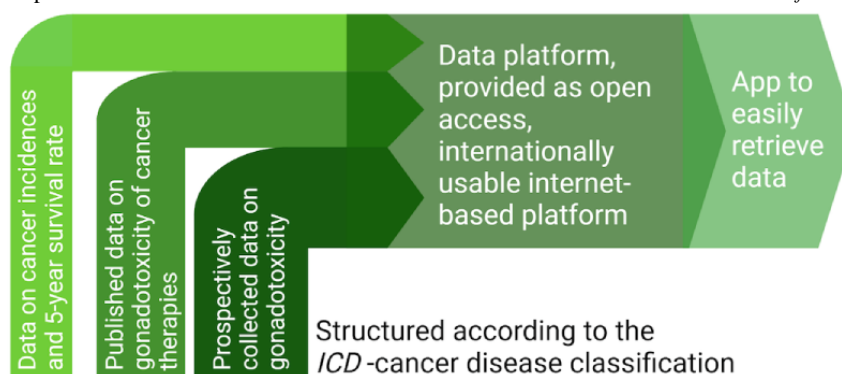 Data on cancer incidences
and 5-year survival rate
Published data on
gonadotoxicity of cancer
therapies
Prospectively
collected data on
gonadotoxicity
Data platform,
provided as open
access,
internationally
usable internet-
based platform
App to
easily
retrieve
data
Structured according to the
ICD-cancer disease classification